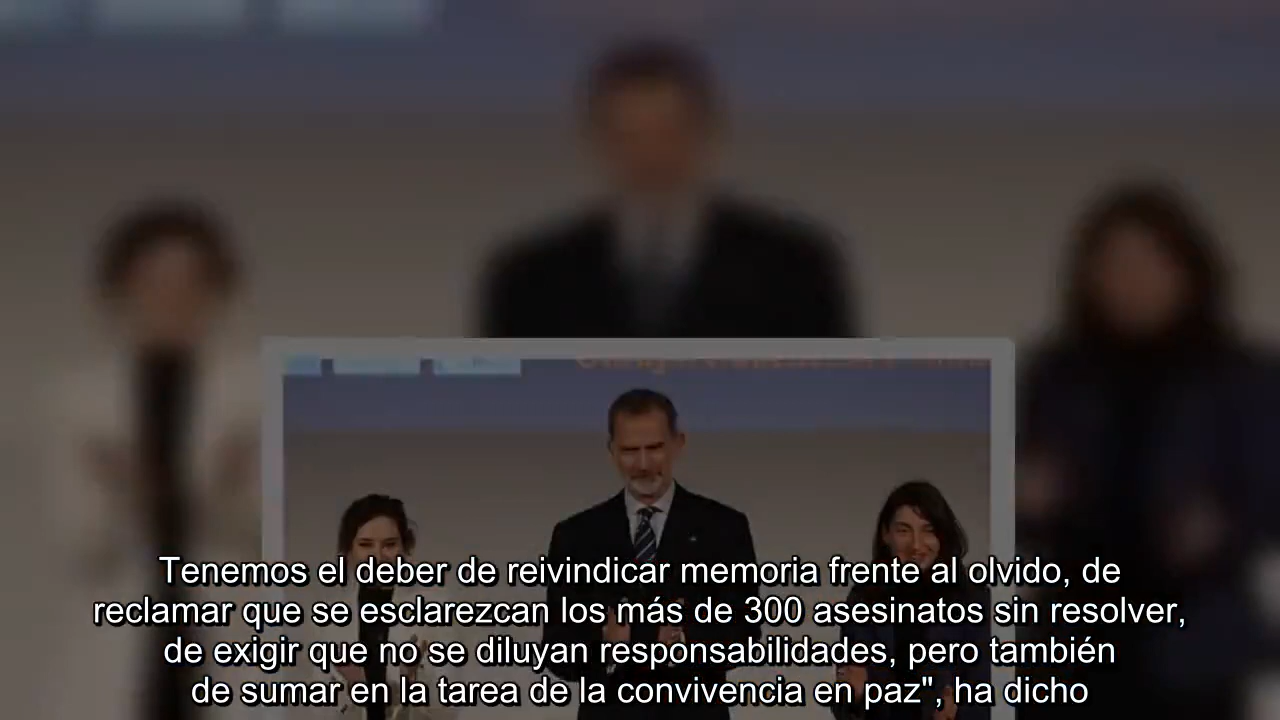 Tenemos el deber de reivindicar memoria frente al olvido, de
reclamar que se esclarezcan los más de 300 asesinatos sin resolver,
de exigir que no se diluyan responsabilidades, pero también
de sumar en la tarea de la convivencia en paz", ha dicho